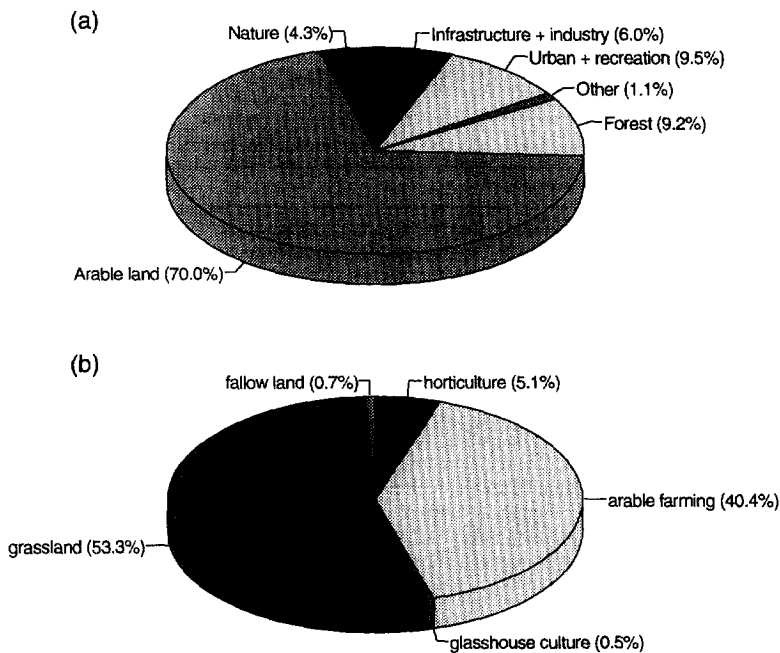 (a)
Nature (4.3%)
Infrastructure + industry (6.0%)
Urban + recreation (9.5%)
Other (1.1%)
Forest (9.2%)
Arable land (70.0%)
(b)
fallow land (0.7%)
horticulture (5.1%)
arable farming (40.4%)
grassland (53.3%)
glasshouse culture (0.5%)